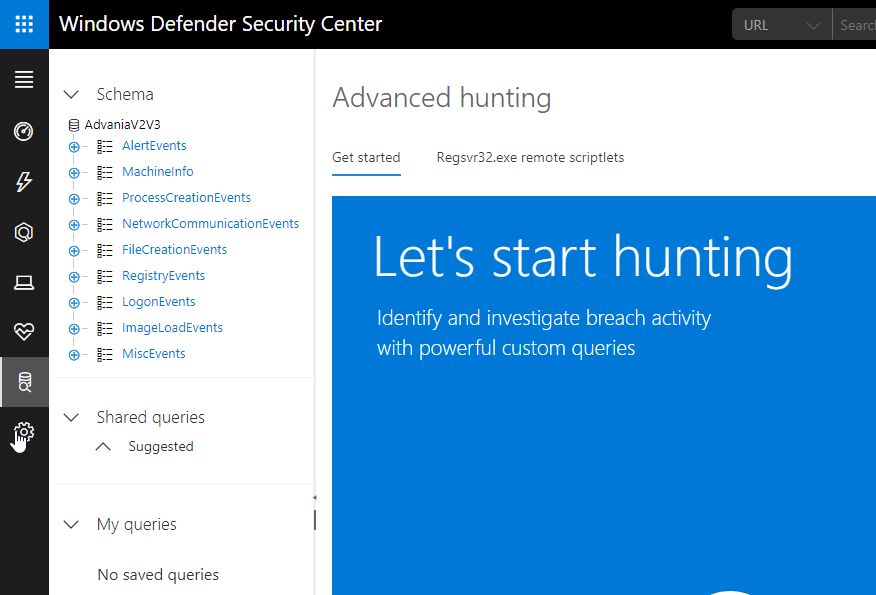 Windows Defender Security Center
URL
Search
Schema
AdvaniaV2V3
AlertEvents
MachineInfo
ProcessCreationEvents
NetworkCommunicationEvents
FileCreationEvents
RegistryEvents
LogonEvents
ImageLoadEvents
MiscEvents
Shared queries
Suggested
My queries
No saved queries
Advanced hunting
Get started
Regsvr32.exe remote scriptlets
Let's start hunting
Identify and investigate breach activity
with powerful custom queries